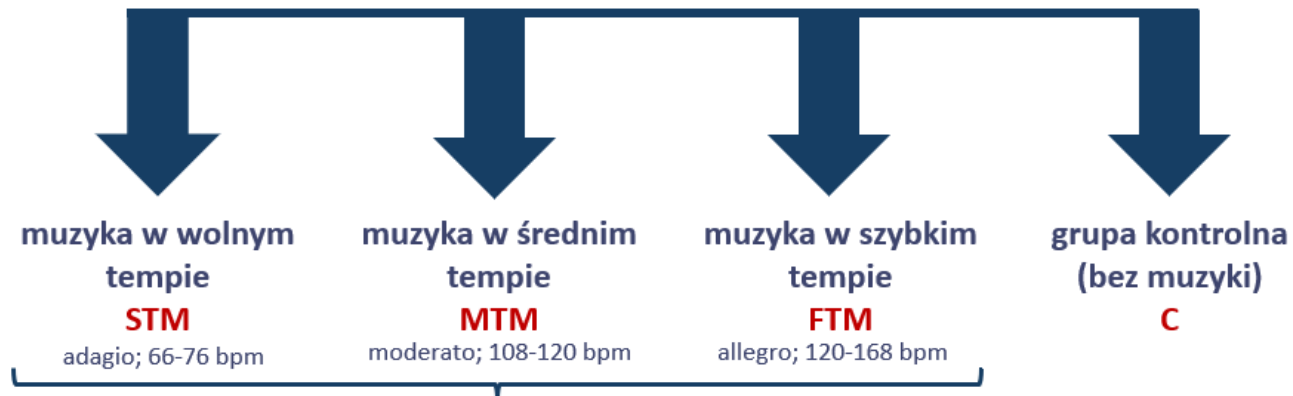 muzyka w wolnym
tempie
STM
adagio; 66-76 bpm
muzyka w średnim
tempie
MTM
moderato; 108-120 bpm
muzyka w szybkim
tempie
FTM
allegro; 120-168 bpm
grupa kontrolna
(bez muzyki)
C